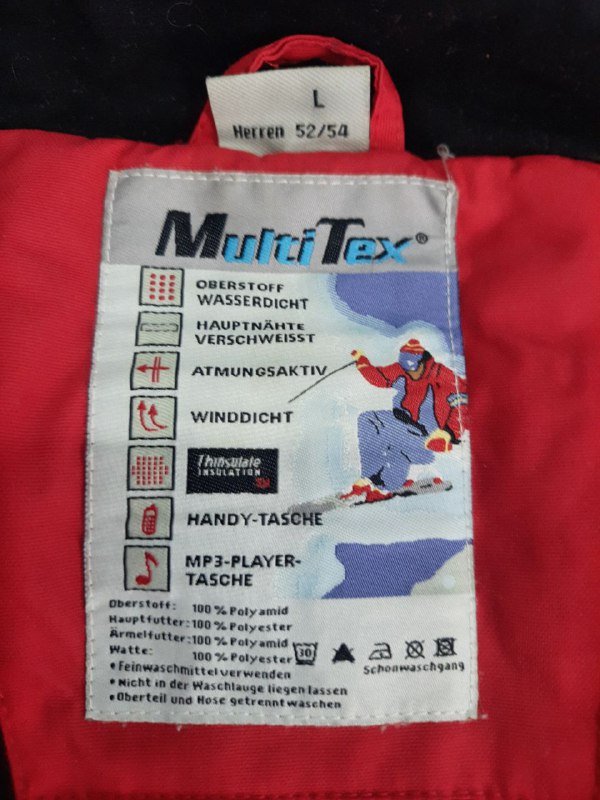 L
Herren 52/54
MultiTex®
OBERSTOFF
WASSERDICHT
HAUPTNÄHTE
VERSCHWEISST
ATMUNGSAKTIV
WINDDICHT
Thinsulate
INSULATION
HANDY-TASCHE
MP3-PLAYER-
TASCHE
Oberstoff: 100% Polyamid
Hauptfutter: 100% Polyester
Ärmelfutter: 100% Polyamid
Watte: 100% Polyester
30
Schonwaschgang
• Feinwaschmittel verwenden
• Nicht in der Waschlauge liegen lassen
• Oberteil und Hose getrennt waschen